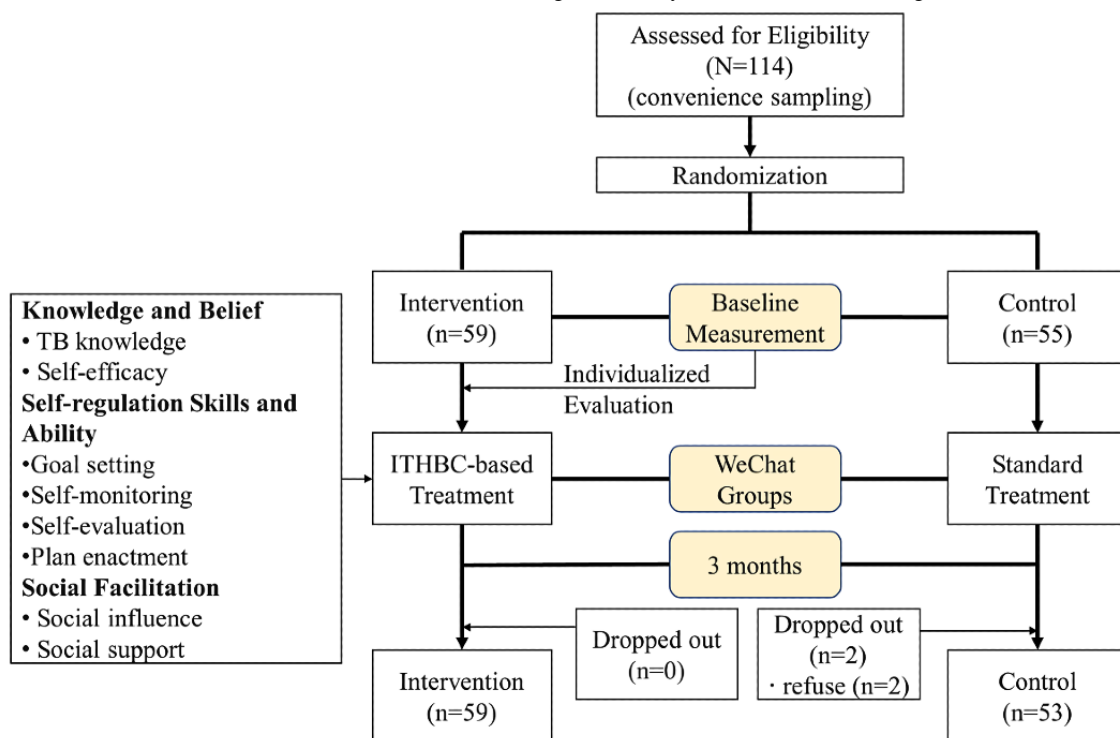 Assessed for Eligibility
(N=114)
(convenience sampling)
Randomization
Intervention
(n=59)
Baseline
Measurement
Control
(n=55)
Individualized
Evaluation
Knowledge and Belief
• TB knowledge
• Self-efficacy
Self-regulation Skills and
Ability
•Goal setting
•Self-monitoring
•Self-evaluation
•Plan enactment
Social Facilitation
• Social influence
• Social support
ITHBC-based
Treatment
WeChat
Groups
Standard
Treatment
3 months
Dropped out
(n=0)
Dropped out
(n=2)
· refuse (n=2)
Intervention
(n=59)
Control
(n=53)